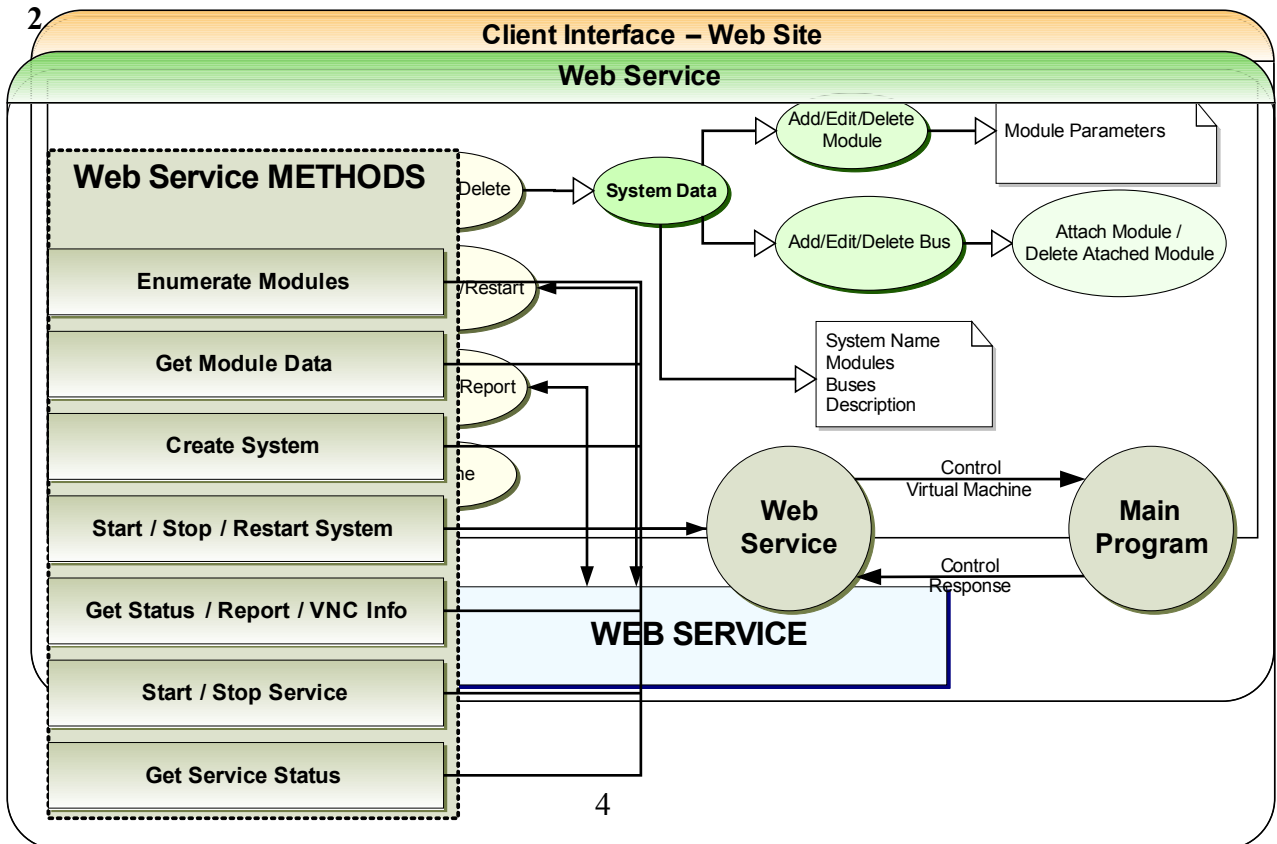 2
Client Interface – Web Site
Web Service
Web Service METHODS
Enumerate Modules
Get Module Data
Create System
Start / Stop / Restart System
Get Status / Report / VNC Info
Start / Stop Service
Get Service Status
Delete
/Restart
Report
System Data
Add/Edit/Delete
Module
Module Parameters
Add/Edit/Delete Bus
Attach Module /
Delete Atached Module
System Name
Modules
Buses
Description
Web
Service
Control
Virtual Machine
Control
Response
Main
Program
WEB SERVICE
4